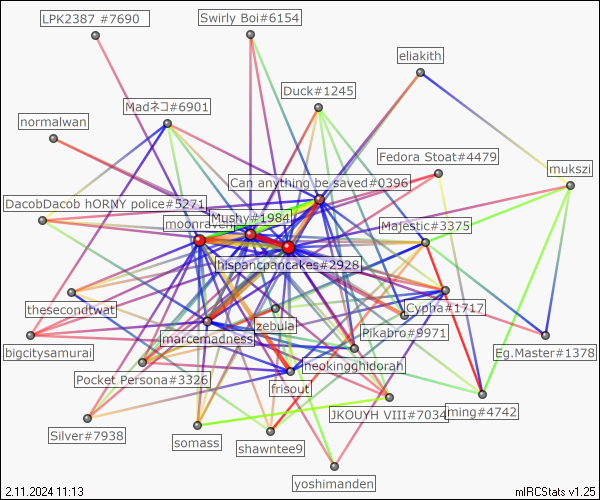 LPK2387 #7690
Swirly Boi#6154
eliakith
Duck#1245
Madネコ#6901
normalwan
Fedora Stoat#4479
mukszi
Can anything be saved#0396
DacobDacob hORNY police#5271
Mushy#1984
moonraven
Majestic#3375
hispancpancakes#2928
thesecondtwat
Cypha#1717
zebula
marcemadness
Pikabro#9971
bigcitysamurai
Eg.Master#1378
neokingghidorah
Pocket Persona#3326
frisout
JKOUYH VIII#7034
ming#4742
Silver#7938
somass
shawntee9
yoshimanden
2.11.2024 11:13
mIRCStats v1.25